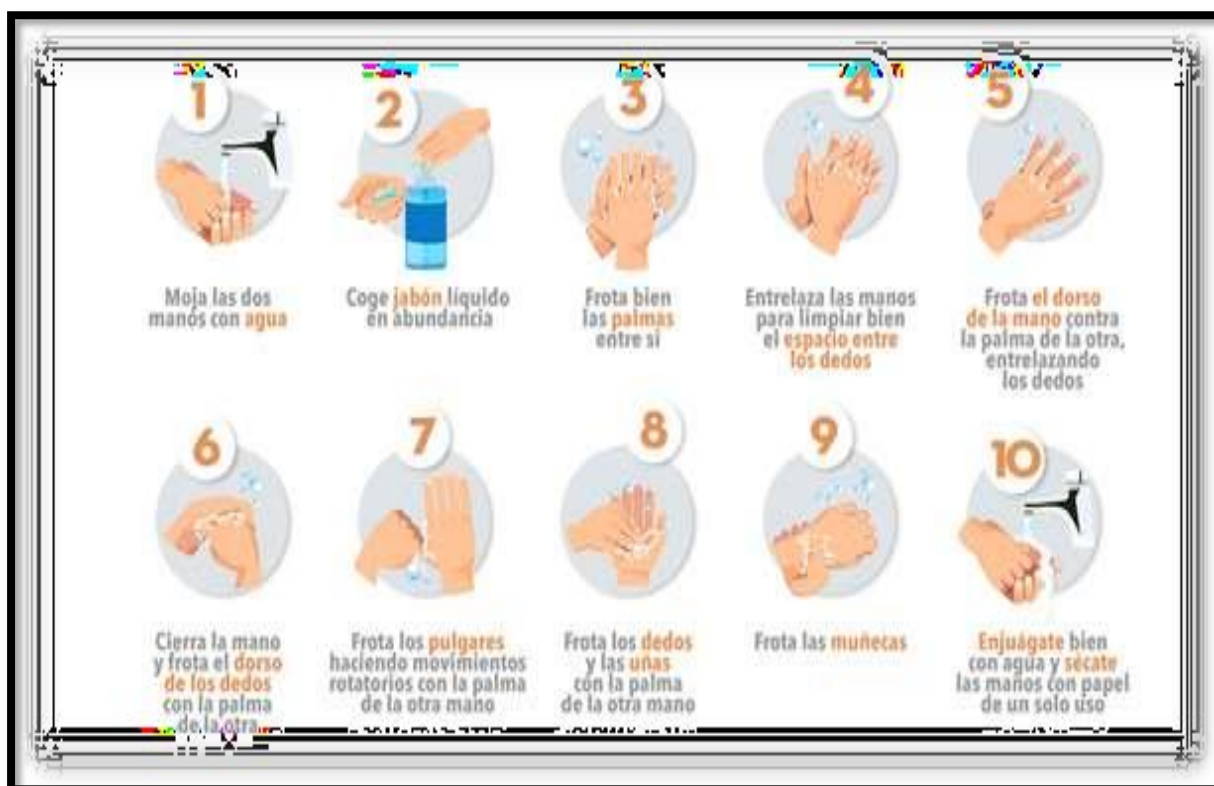 1
Moja las dos
manos con agua
2
Coge jabón líquido
en abundancia
3
Frota bien
las palmas
entre si
4
Entrelaza las manos
para limpiar bien
el espacio entre
los dedos
5
Frota el dorso
de la mano contra
la palma de la otra,
entrelazando
los dedos
6
Cierra la mano
y frota el dorso
de los dedos
con la palma
de la otra
7
Frota los pulgares
haciendo movimientos
rotatorios con la palma
de la otra mano
8
Frota los dedos
y las uñas
con la palma
de la otra mano
9
Frota las muñecas
10
Enjuágate bien
con agua y sécate
las manos con papel
de un solo uso